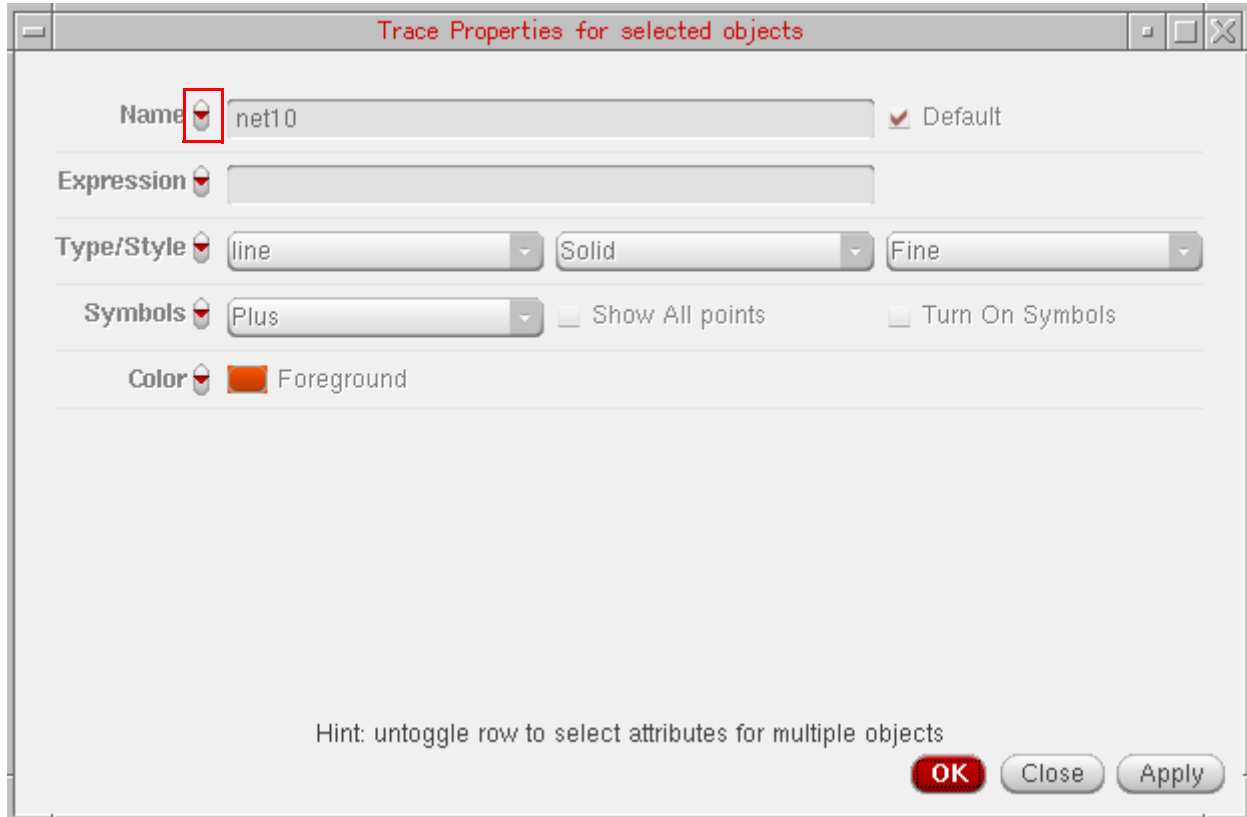 Trace Properties for selected objects
Name net10 Default
Expression
Type/Style line Solid Fine
Symbols Plus Show All points Turn On Symbols
Color Foreground
Hint: untoggle row to select attributes for multiple objects
OK Close Apply